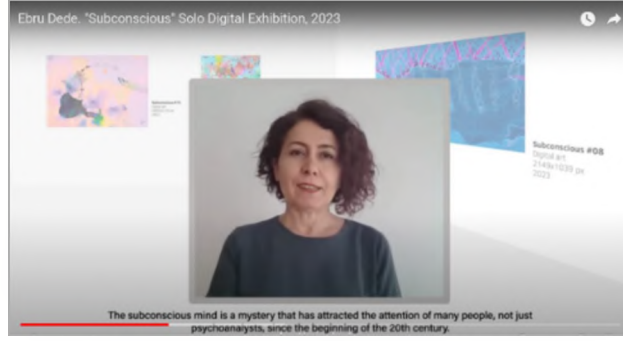 Ebru Dede. "Subconscious" Solo Digital Exhibition, 2023
Subconscious #08
Digital art
2023
The subconscious mind is a mystery that has attracted the attention of many people, not just
psychoanalysts, since the beginning of the 20th century.